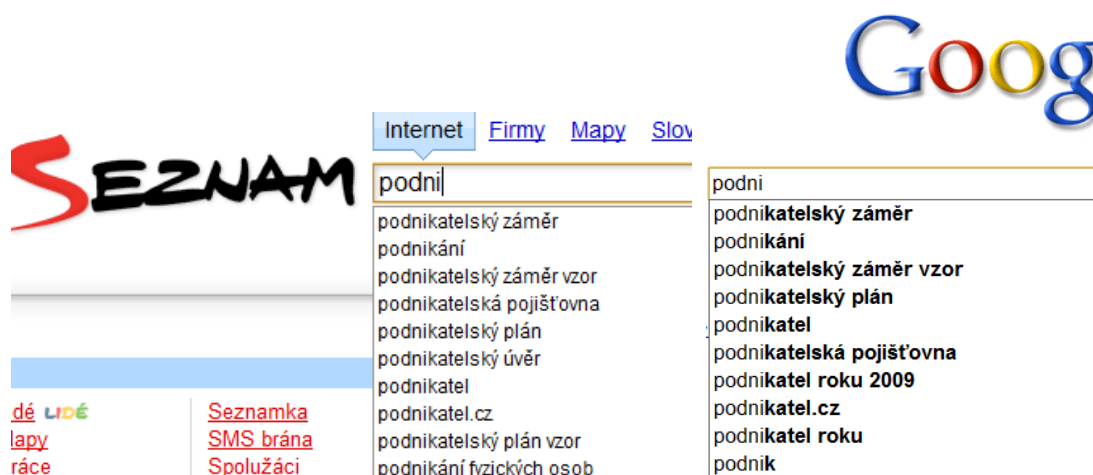 SEZNAM
Internet Firmy Mapy Slov
podni
podnikatelský záměr
podnikání
podnikatelský záměr vzor
podnikatelská pojišťovna
podnikatelský plán
podnikatelský úvěr
podnikatel
podnikatel.cz
podnikatelský plán vzor
podnikání fyzických osob
dé LIDÉ
lapy
ráce
Seznamka
SMS brána
Spolužáci
Goog
podni
podnikatelský záměr
podnikání
podnikatelský záměr vzor
podnikatelský plán
podnikatel
podnikatelská pojišťovna
podnikatel roku 2009
podnikatel.cz
podnikatel roku
podnik